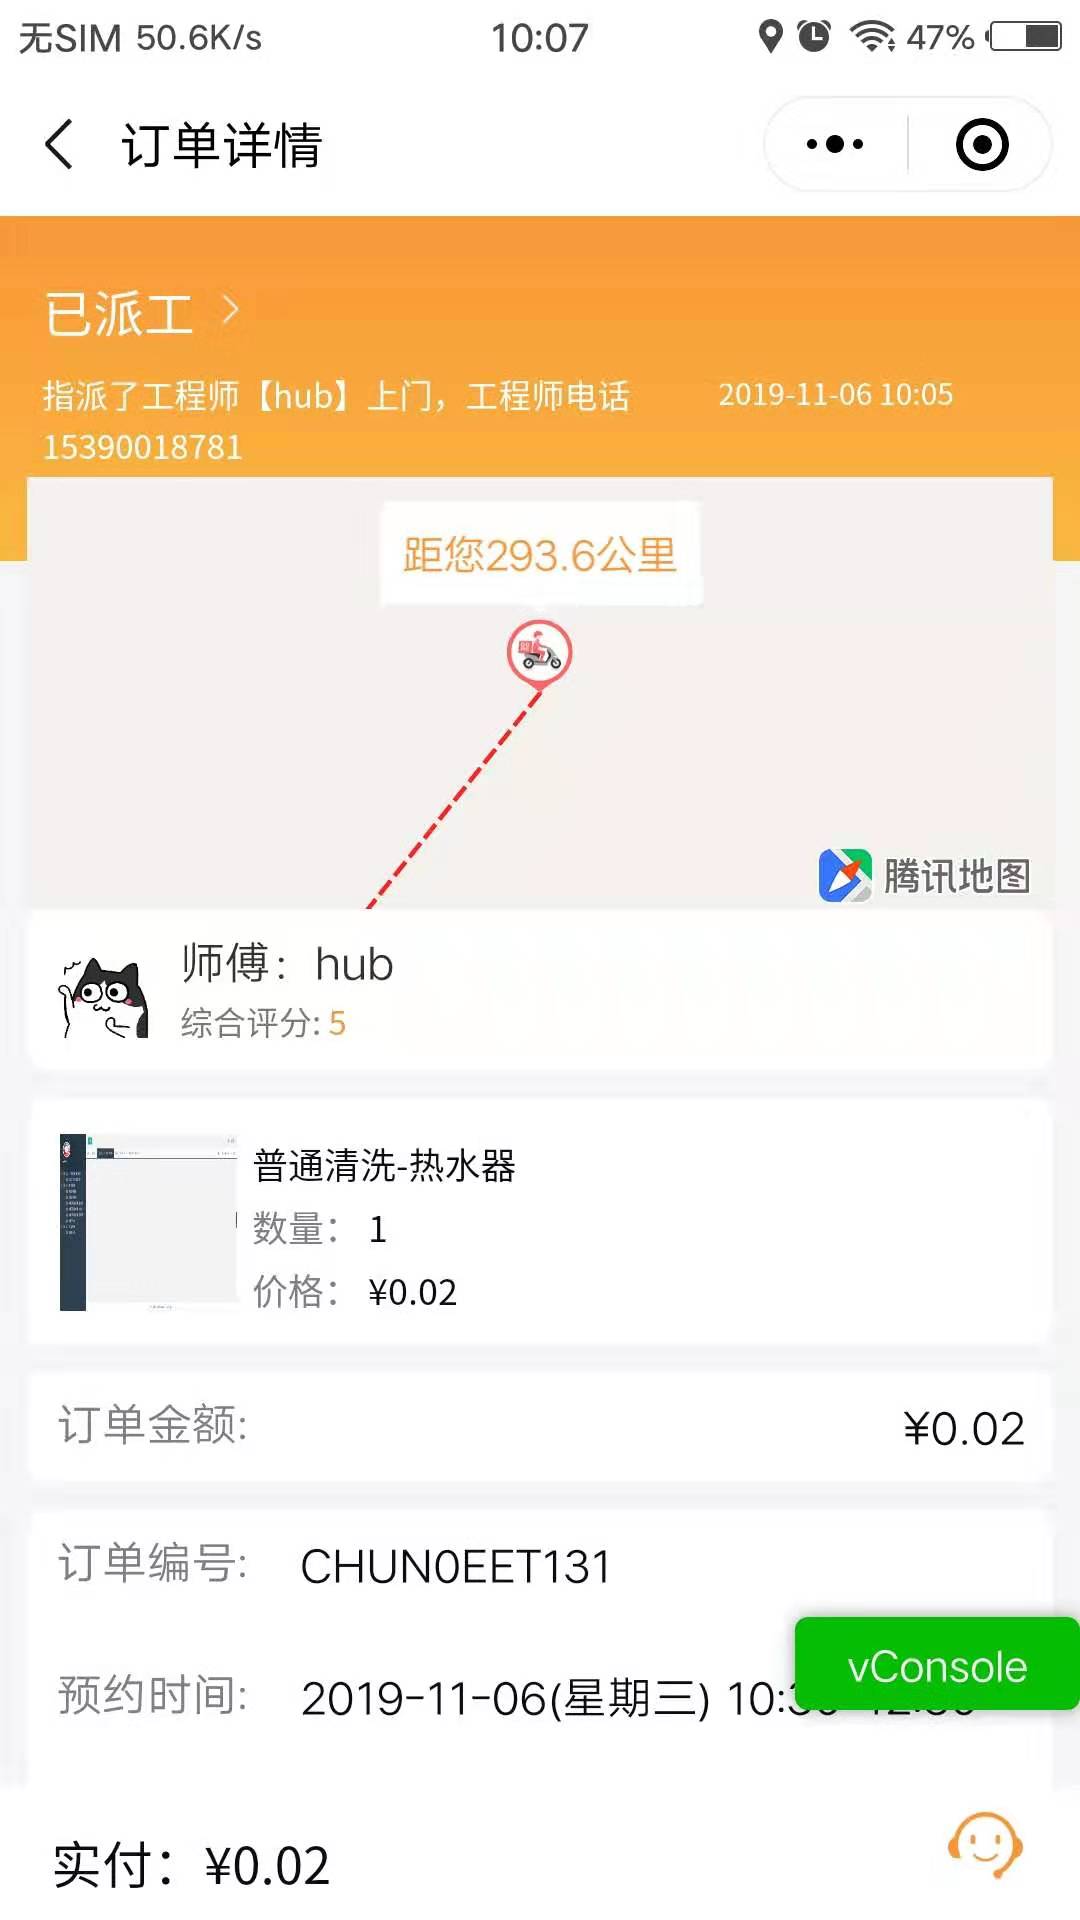 无SIM 50.6K/s 10:07 47%
订单详情
已派工
指派了工程师【hub】上门，工程师电话 2019-11-06 10:05
15390018781
距您293.6公里
腾讯地图
师傅：hub
综合评分: 5
普通清洗-热水器
数量： 1
价格： ¥0.02
订单金额: ¥0.02
订单编号: CHUN0EET131
vConsole
预约时间: 2019-11-06(星期三)
实付：¥0.02